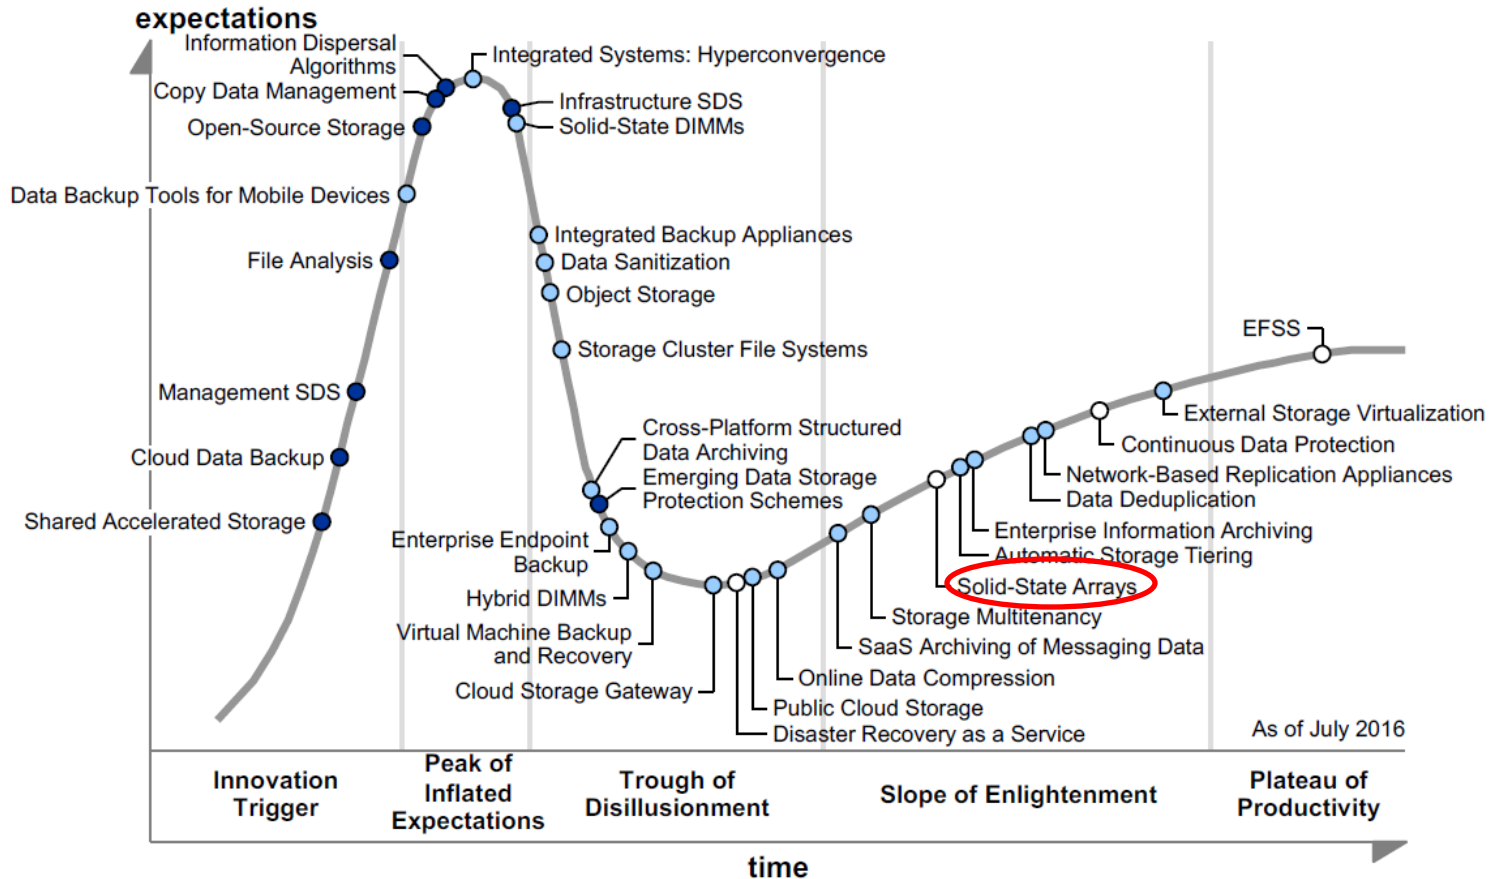 expectations
Information Dispersal
Algorithms
Copy Data Management
Open-Source Storage
Data Backup Tools for Mobile Devices
File Analysis
Management SDS
Cloud Data Backup
Shared Accelerated Storage
Integrated Systems: Hyperconvergence
Infrastructure SDS
Solid-State DIMMs
Integrated Backup Appliances
Data Sanitization
Object Storage
Storage Cluster File Systems
Cross-Platform Structured
Data Archiving
Emerging Data Storage
Protection Schemes
Enterprise Endpoint
Backup
Hybrid DIMMs
Virtual Machine Backup
and Recovery
Cloud Storage Gateway
Disaster Recovery as a Service
Public Cloud Storage
Online Data Compression
SaaS Archiving of Messaging Data
Storage Multitenancy
Solid-State Arrays
Automatic Storage Tiering
Enterprise Information Archiving
Data Deduplication
Network-Based Replication Appliances
Continuous Data Protection
External Storage Virtualization
EFSS
As of July 2016
Innovation
Trigger
Peak of
Inflated
Expectations
Trough of
Disillusionment
Slope of Enlightenment
Plateau of
Productivity
time